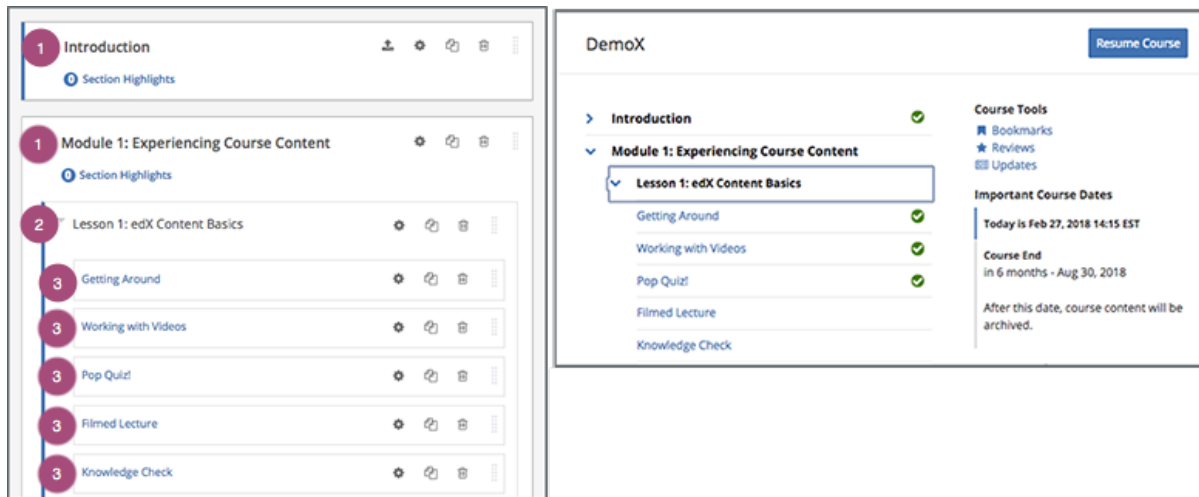 1 Introduction
0 Section Highlights
1 Module 1: Experiencing Course Content
0 Section Highlights
2 Lesson 1: edX Content Basics
3 Getting Around
3 Working with Videos
3 Pop Quiz!
3 Filmed Lecture
3 Knowledge Check
DemoX
Resume Course
Introduction
Module 1: Experiencing Course Content
Lesson 1: edX Content Basics
Getting Around
Working with Videos
Pop Quiz!
Filmed Lecture
Knowledge Check
Course Tools
Bookmarks
Reviews
Updates
Important Course Dates
Today is Feb 27, 2018 14:15 EST
Course End
in 6 months - Aug 30, 2018
After this date, course content will be
archived.